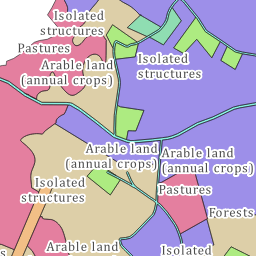 Isolated
structures
Pastures
Isolated
structures
Arable land
(annual crops)
Arable land
(annual crops)
Arable land
(annual crops)
Isolated
structures
Pastures
Forests
Arable land
Isolated